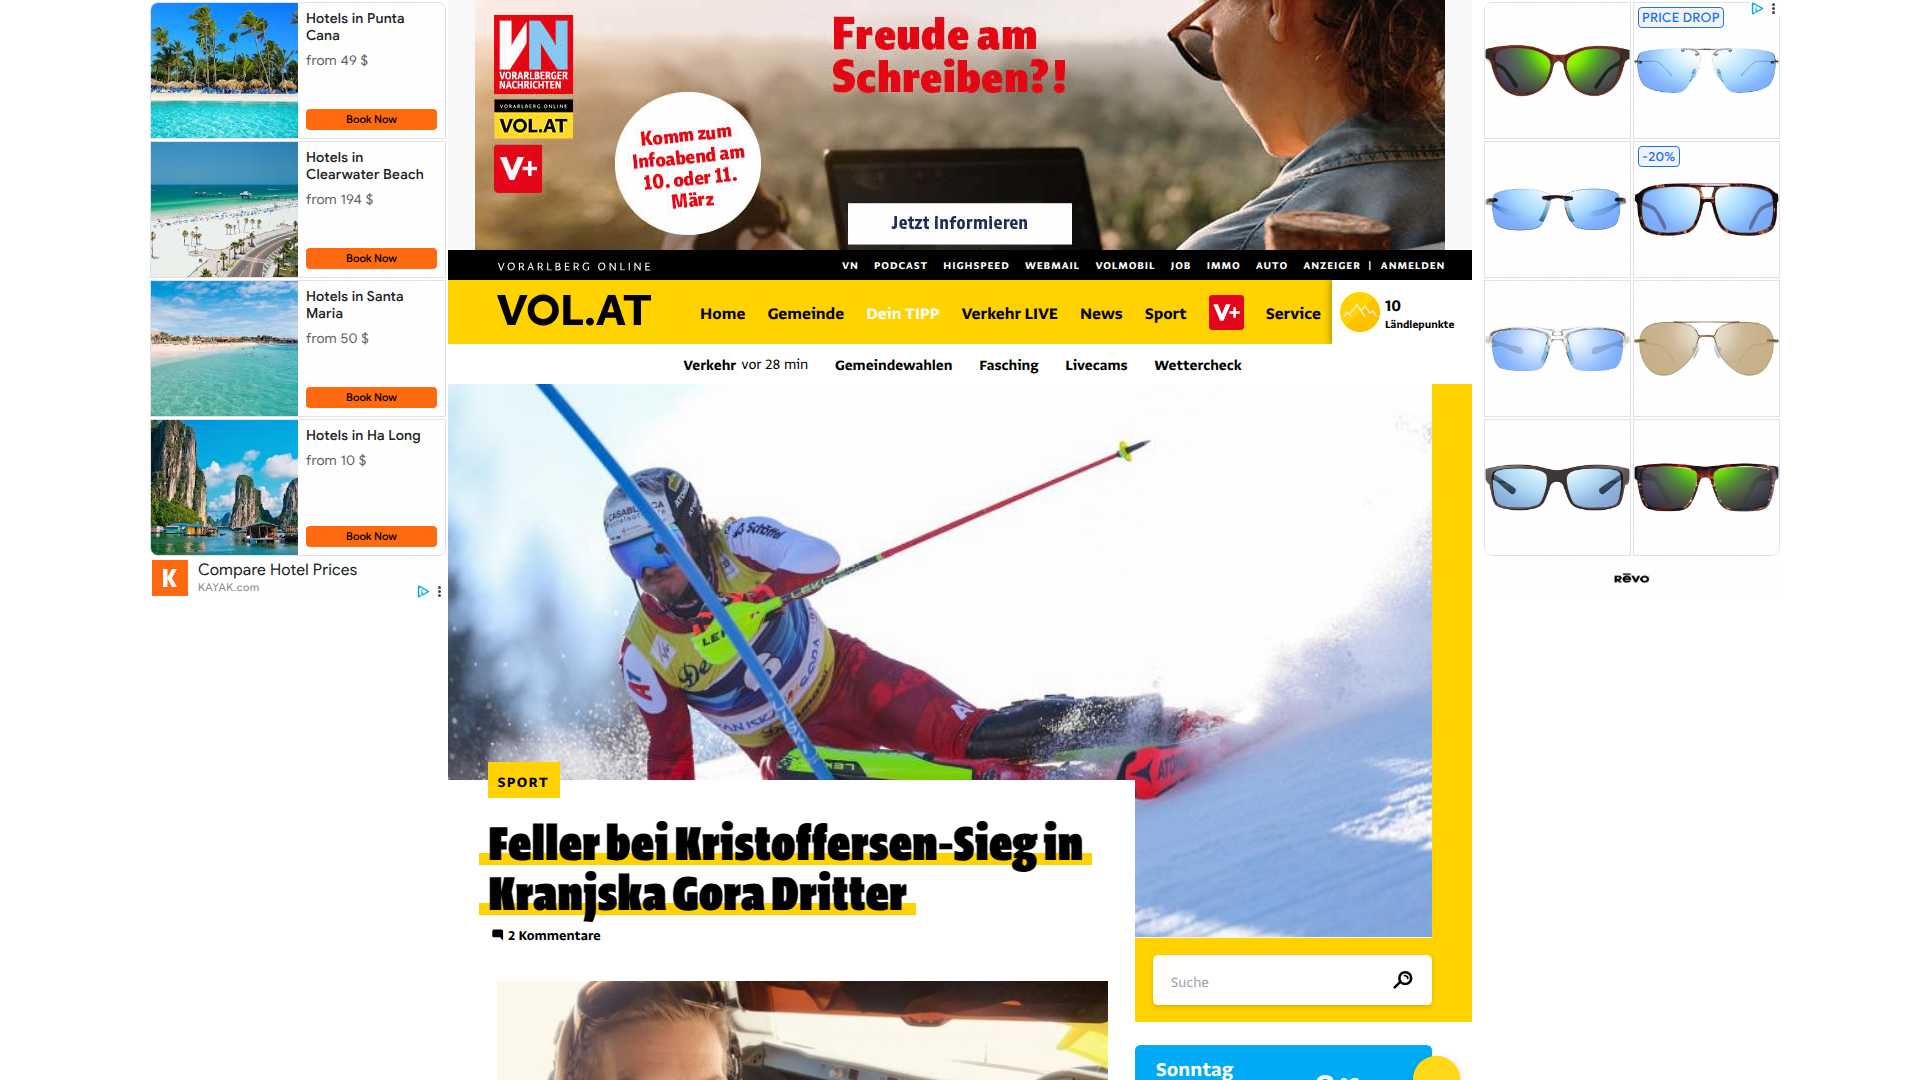 Hotels in Punta
Cana
from 49 $
Book Now
Hotels in
Clearwater Beach
from 194 $
Book Now
Hotels in Santa
Maria
from 50 $
Book Now
Hotels in Ha Long
from 10 $
Book Now
K
Compare Hotel Prices
KAYAK.com
VN
VORARLBERGER
NACHRICHTEN
VORARLBERG ONLINE
VOL.AT
V+
Freude am
Schreiben?!
Komm zum
Infoabend am
10. oder 11.
März
Jetzt Informieren
PRICE DROP
-20%
RĒVO
VORARLBERG ONLINE
VN PODCAST HIGHSPEED WEBMAIL VOLMOBIL JOB IMMO AUTO ANZEIGER | ANMELDEN
VOL.AT
Home Gemeinde Dein TIPP Verkehr LIVE News Sport V+ Service
10
Ländlepunkte
Verkehr vor 28 min Gemeindewahlen Fasching Livecams Wettercheck
CASABLANCA
Schöffel
A1
LEKI
SPORT
Feller bei Kristoffersen-Sieg in
Kranjska Gora Dritter
2 Kommentare
Suche
Sonntag